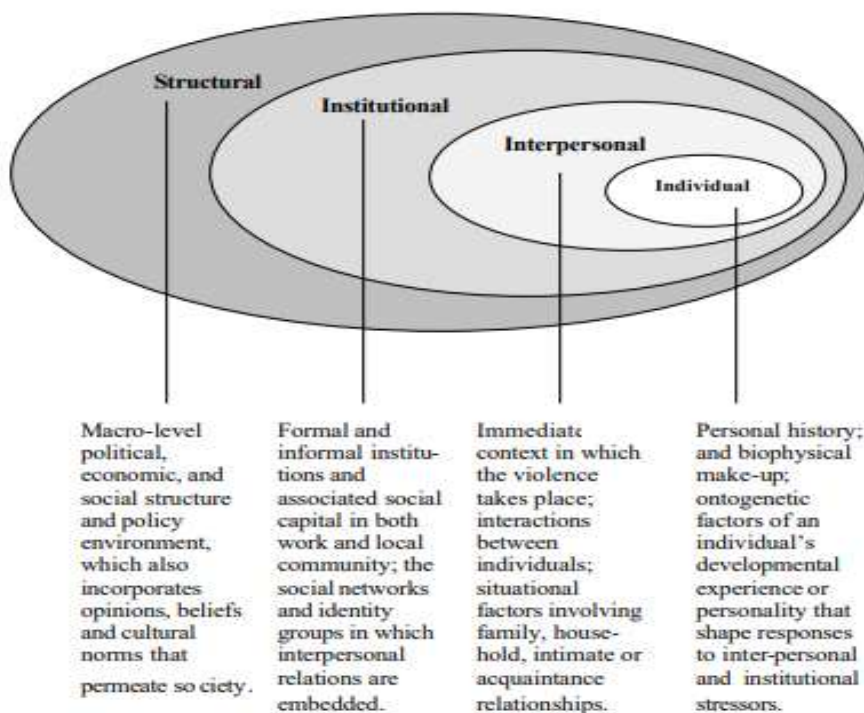 Structural
Institutional
Interpersonal
Individual
Macro-level
political,
economic, and
social structure
and policy
environment,
which also
incorporates
opinions, beliefs
and cultural
norms that
permeate so ciety.
Formal and
informal institu-
tions and
associated social
capital in both
work and local
community; the
social networks
and identity
groups in which
interpersonal
relations are
embedded.
Immediate
context in which
the violence
takes place;
interactions
between
individuals;
situational
factors involving
family, house-
hold, intimate or
acquaintance
relationships.
Personal history;
and biophysical
make-up;
ontogenetic
factors of an
individual's
developmental
experience or
personality that
shape responses
to inter-personal
and institutional
stressors.